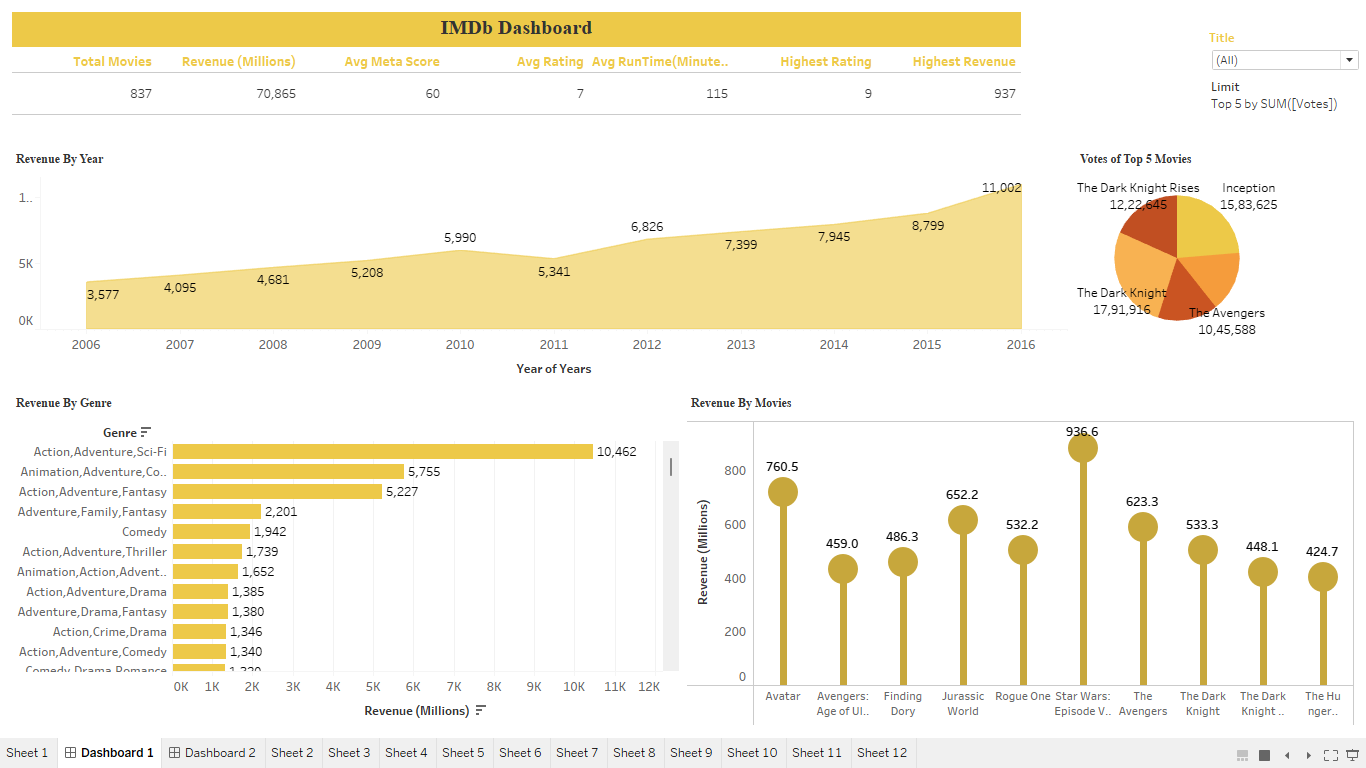 IMDb Dashboard
Total Movies Revenue (Millions) Avg Meta Score Avg Rating Avg RunTime(Minute.. Highest Rating Highest Revenue
837 70,865 60 7 115 9 937
Title
(All)
Limit
Top 5 by SUM([Votes])
Revenue By Year
1..
5K
0K
3,577
4,095
4,681
5,208
5,990
5,341
6,826
7,399
7,945
8,799
11,002
2006 2007 2008 2009 2010 2011 2012 2013 2014 2015 2016
Year of Years
Votes of Top 5 Movies
The Dark Knight Rises
12,22,645
Inception
15,83,625
The Dark Knight
17,91,916
The Avengers
10,45,588
Revenue By Genre
Genre
Action,Adventure,Sci-Fi 10,462
Animation,Adventure,Co.. 5,755
Action,Adventure,Fantasy 5,227
Adventure,Family,Fantasy 2,201
Comedy 1,942
Action,Adventure,Thriller 1,739
Animation,Action,Advent.. 1,652
Action,Adventure,Drama 1,385
Adventure,Drama,Fantasy 1,380
Action,Crime,Drama 1,346
Action,Adventure,Comedy 1,340
Comedy,Drama,Romance
0K 1K 2K 3K 4K 5K 6K 7K 8K 9K 10K 11K 12K
Revenue (Millions)
Revenue By Movies
Revenue (Millions)
800
600
400
200
0
760.5
459.0
486.3
652.2
532.2
936.6
623.3
533.3
448.1
424.7
Avatar
Avengers:
Age of Ul..
Finding
Dory
Jurassic
World
Rogue One
Star Wars:
Episode V..
The
Avengers
The Dark
Knight
The Dark
Knight ..
The Hu
nger..
Sheet 1 Dashboard 1 Dashboard 2 Sheet 2 Sheet 3 Sheet 4 Sheet 5 Sheet 6 Sheet 7 Sheet 8 Sheet 9 Sheet 10 Sheet 11 Sheet 12